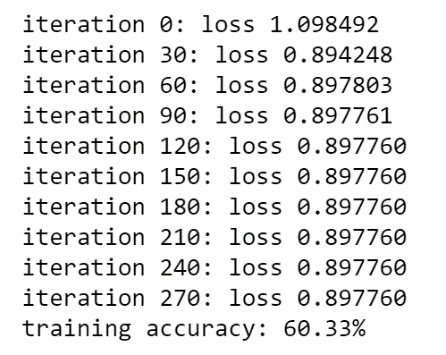 iteration 0: loss 1.098492
iteration 30: loss 0.894248
iteration 60: loss 0.897803
iteration 90: loss 0.897761
iteration 120: loss 0.897760
iteration 150: loss 0.897760
iteration 180: loss 0.897760
iteration 210: loss 0.897760
iteration 240: loss 0.897760
iteration 270: loss 0.897760
training accuracy: 60.33%